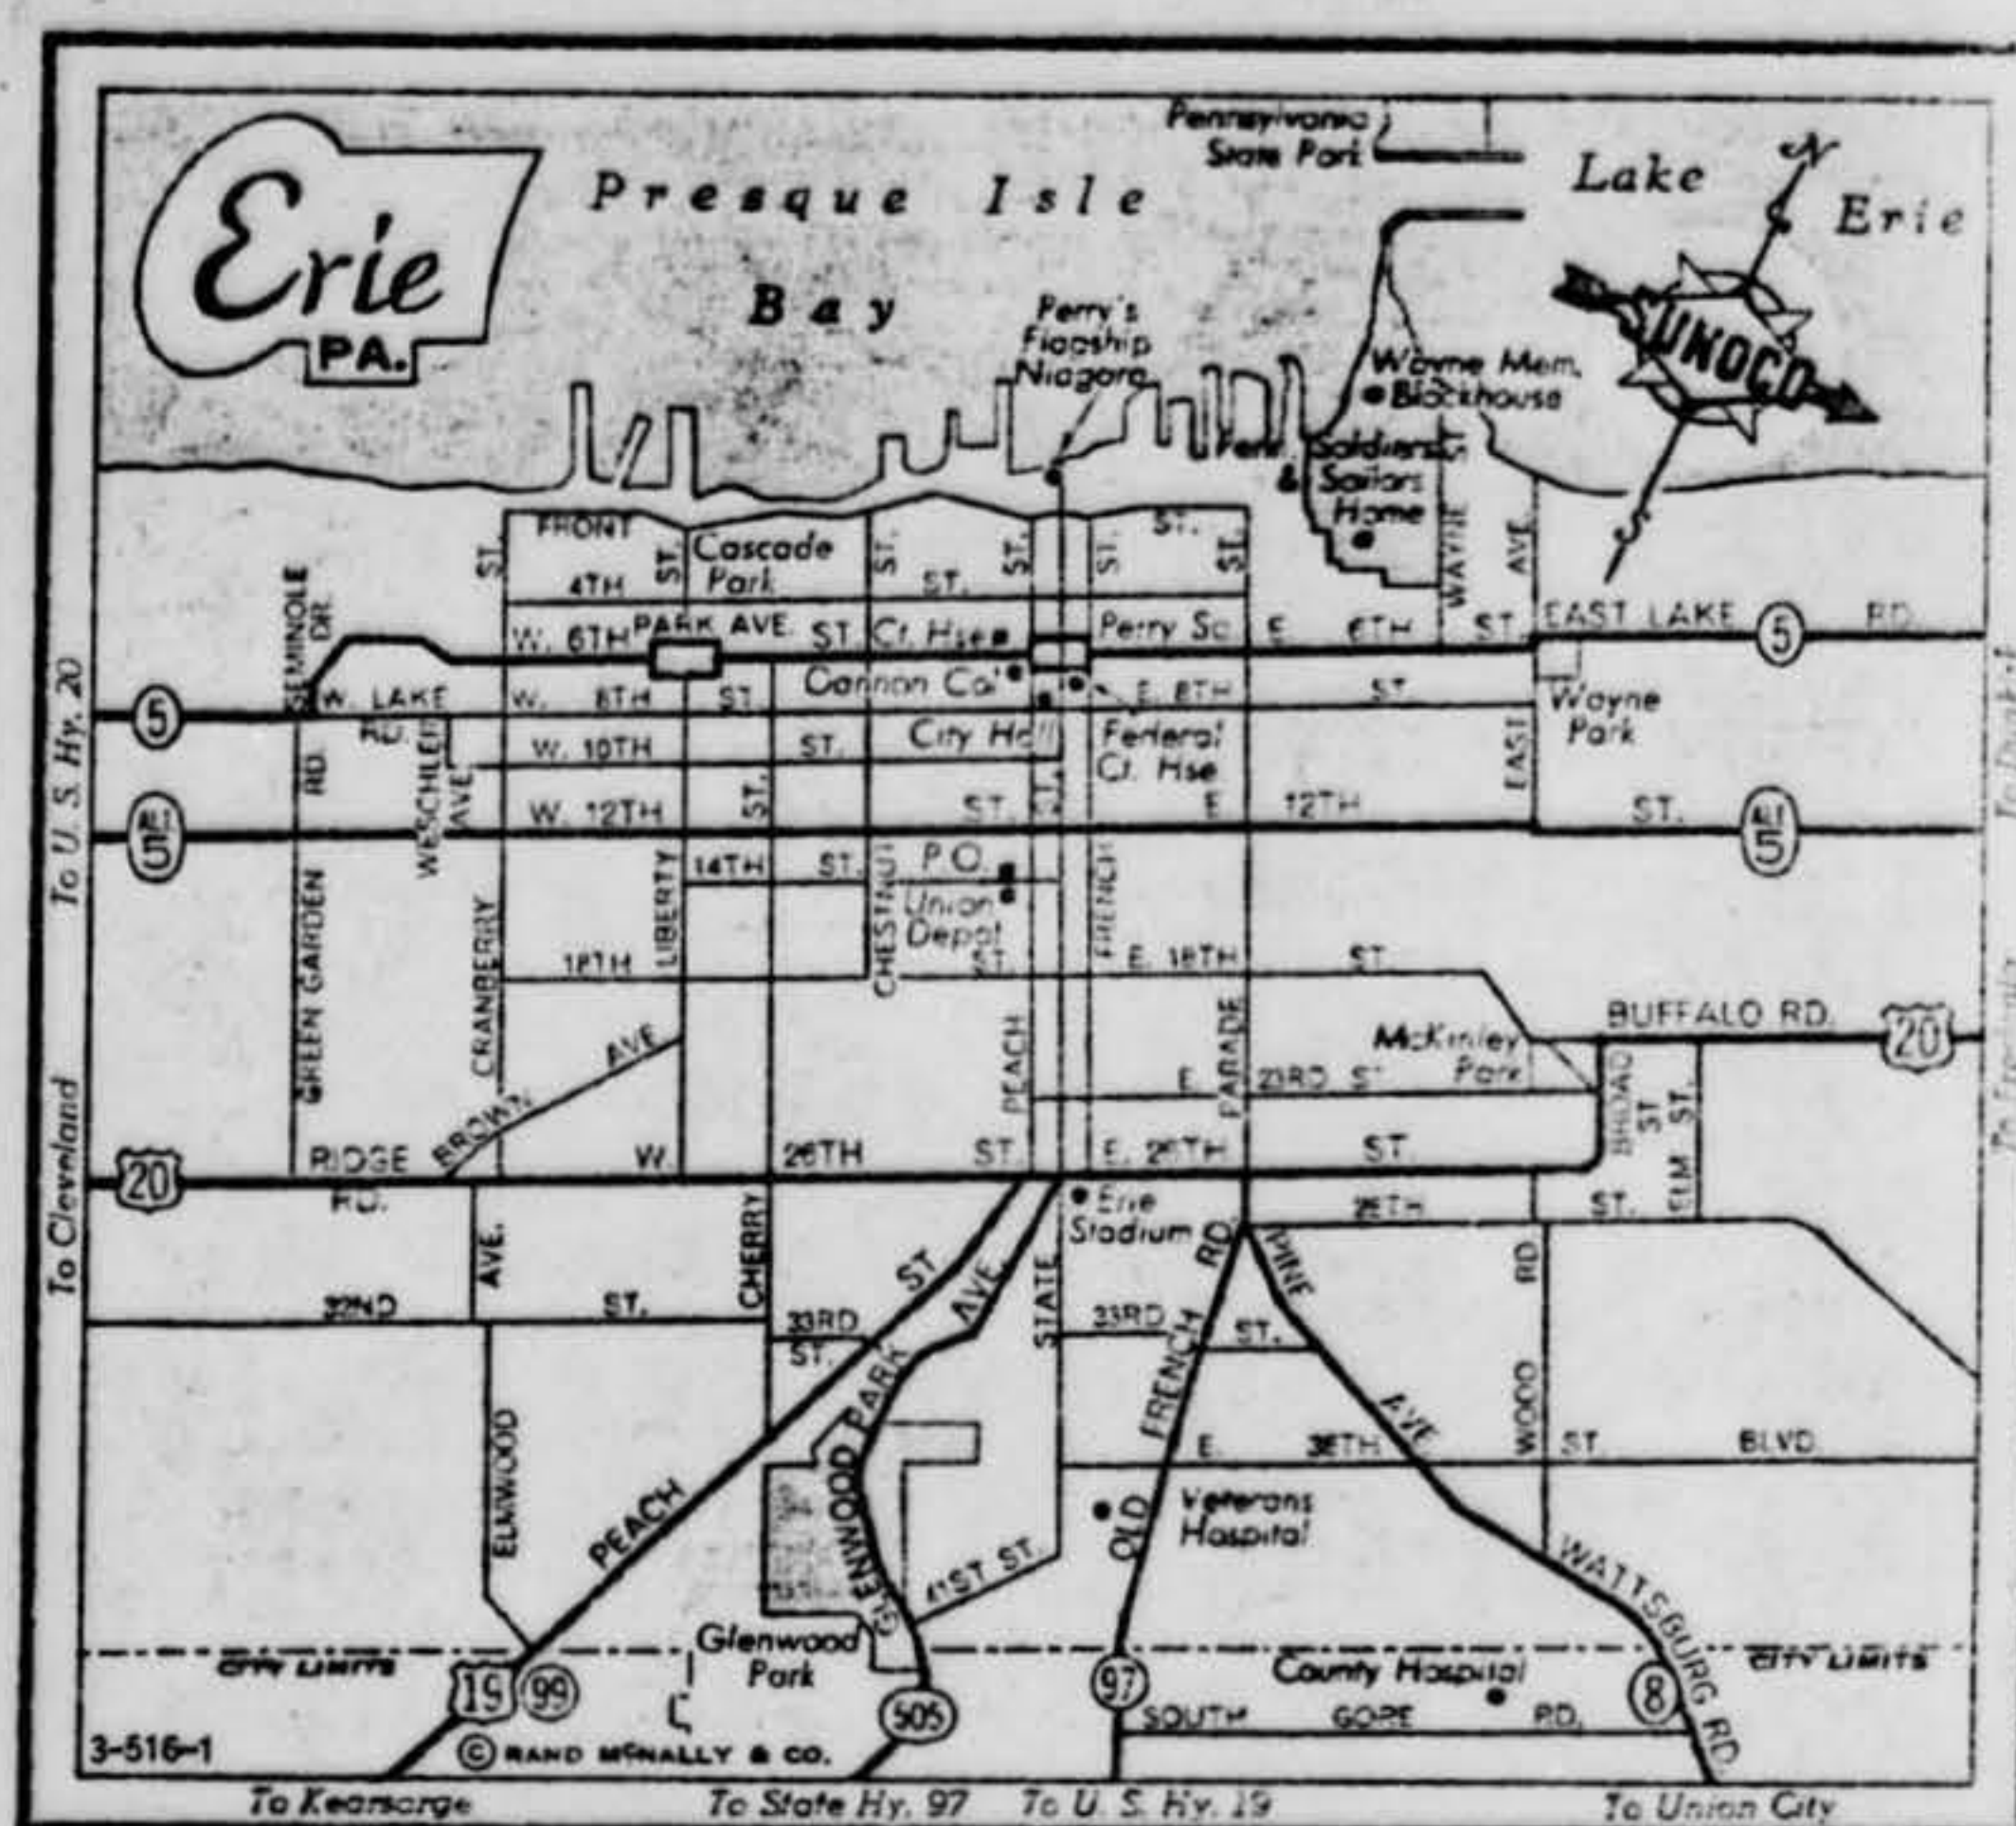 Erie
PA.
Presque Isle
Bay
Pennsylvania
State Park
Lake
Erie
N
S
SUNOCO
Perry's
Flagship
Niagara
Wayne Mem.
Blockhouse
Soldiers
& Sailors
Home
FRONT
ST.
Cascade
Park
4TH
ST.
ST.
ST.
ST.
ST.
ST.
ST.
ST.
WAYNE
AVE.
SEMINOLE
DR.
W. 6TH
PARK AVE.
ST.
Ct. Hse
Perry Sq
E. 6TH ST.
EAST LAKE
5
RD.
5
W. LAKE
RD.
W. 8TH ST.
Gannon Col
E. 8TH ST.
Wayne
Park
WESCHLER
AVE.
W. 10TH ST.
City Hall
Federal
Ct. Hse
EAST
5
W. 12TH ST.
E 12TH ST.
5
ST.
ST.
14TH ST.
P.O.
Union
Depot
GREEN GARDEN
RD.
CRANBERRY
LIBERTY
CHESTNUT
FRENCH
18TH
ST.
E. 18TH ST
BROWN AVE
PEACH
PARADE
McKinley
Park
BUFFALO RD.
20
E 23RD ST
BROAD
ST
ELM ST.
20
RIDGE
RD.
W. 26TH ST.
E. 26TH ST.
Erie
Stadium
ST.
AVE.
CHERRY
32ND ST.
33RD
ST.
33RD ST.
PEACH ST
GLENWOOD PARK AVE.
STATE
OLD FRENCH RD
PINE AVE
WOOD RD
ELMWOOD
E. 38TH ST BLVD.
Veterans
Hospital
41ST ST.
WATTSBURG RD.
Glenwood
Park
CITY LIMITS
CITY LIMITS
19
99
505
97
County Hospital
8
SOUTH GORE RD.
3-516-1
© RAND McNALLY & CO.
To Kearsarge
To State Hy. 97
To U. S. Hy. 19
To Union City
To U. S. Hy. 20
To Cleveland